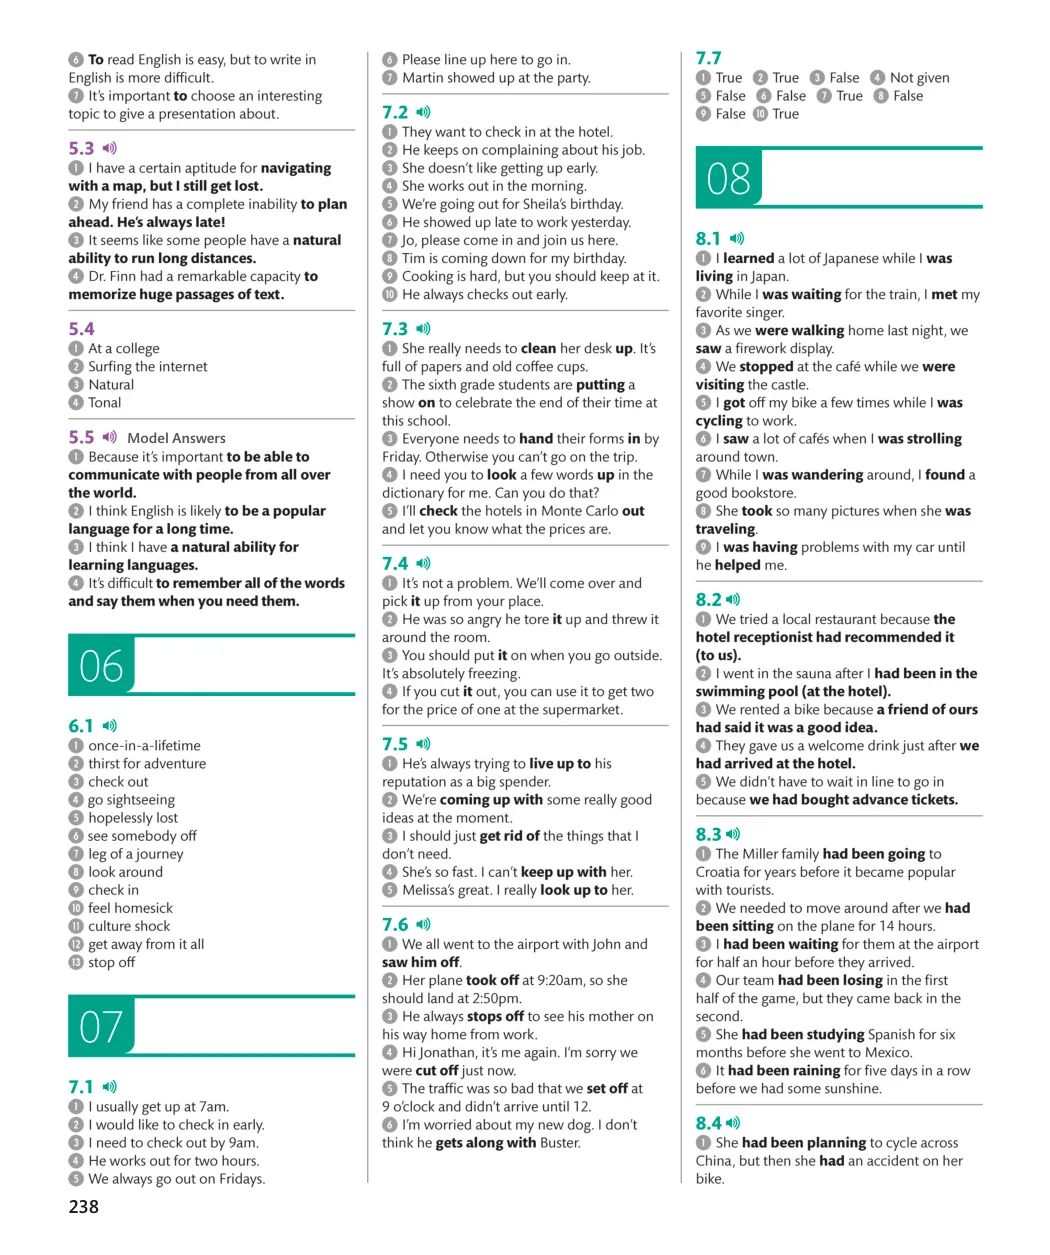 6 To read English is easy, but to write in
English is more difficult.
7 It's important to choose an interesting
topic to give a presentation about.
5.3
1 I have a certain aptitude for navigating
with a map, but I still get lost.
2 My friend has a complete inability to plan
ahead. He's always late!
3 It seems like some people have a natural
ability to run long distances.
4 Dr. Finn had a remarkable capacity to
memorize huge passages of text.
5.4
1 At a college
2 Surfing the internet
3 Natural
4 Tonal
5.5 Model Answers
1 Because it's important to be able to
communicate with people from all over
the world.
2 I think English is likely to be a popular
language for a long time.
3 I think I have a natural ability for
learning languages.
4 It's difficult to remember all of the words
and say them when you need them.
06
6.1
1 once-in-a-lifetime
2 thirst for adventure
3 check out
4 go sightseeing
5 hopelessly lost
6 see somebody off
7 leg of a journey
8 look around
9 check in
10 feel homesick
11 culture shock
12 get away from it all
13 stop off
07
7.1
1 I usually get up at 7am.
2 I would like to check in early.
3 I need to check out by 9am.
4 He works out for two hours.
5 We always go out on Fridays.
6 Please line up here to go in.
7 Martin showed up at the party.
7.2
1 They want to check in at the hotel.
2 He keeps on complaining about his job.
3 She doesn't like getting up early.
4 She works out in the morning.
5 We're going out for Sheila's birthday.
6 He showed up late to work yesterday.
7 Jo, please come in and join us here.
8 Tim is coming down for my birthday.
9 Cooking is hard, but you should keep at it.
10 He always checks out early.
7.3
1 She really needs to clean her desk up. It's
full of papers and old coffee cups.
2 The sixth grade students are putting a
show on to celebrate the end of their time at
this school.
3 Everyone needs to hand their forms in by
Friday. Otherwise you can't go on the trip.
4 I need you to look a few words up in the
dictionary for me. Can you do that?
5 I'll check the hotels in Monte Carlo out
and let you know what the prices are.
7.4
1 It's not a problem. We'll come over and
pick it up from your place.
2 He was so angry he tore it up and threw it
around the room.
3 You should put it on when you go outside.
It's absolutely freezing.
4 If you cut it out, you can use it to get two
for the price of one at the supermarket.
7.5
1 He's always trying to live up to his
reputation as a big spender.
2 We're coming up with some really good
ideas at the moment.
3 I should just get rid of the things that I
don't need.
4 She's so fast. I can't keep up with her.
5 Melissa's great. I really look up to her.
7.6
1 We all went to the airport with John and
saw him off.
2 Her plane took off at 9:20am, so she
should land at 2:50pm.
3 He always stops off to see his mother on
his way home from work.
4 Hi Jonathan, it's me again. I'm sorry we
were cut off just now.
5 The traffic was so bad that we set off at
9 o'clock and didn't arrive until 12.
6 I'm worried about my new dog. I don't
think he gets along with Buster.
7.7
1 True 2 True 3 False 4 Not given
5 False 6 False 7 True 8 False
9 False 10 True
08
8.1
1 I learned a lot of Japanese while I was
living in Japan.
2 While I was waiting for the train, I met my
favorite singer.
3 As we were walking home last night, we
saw a firework display.
4 We stopped at the café while we were
visiting the castle.
5 I got off my bike a few times while I was
cycling to work.
6 I saw a lot of cafés when I was strolling
around town.
7 While I was wandering around, I found a
good bookstore.
8 She took so many pictures when she was
traveling.
9 I was having problems with my car until
he helped me.
8.2
1 We tried a local restaurant because the
hotel receptionist had recommended it
(to us).
2 I went in the sauna after I had been in the
swimming pool (at the hotel).
3 We rented a bike because a friend of ours
had said it was a good idea.
4 They gave us a welcome drink just after we
had arrived at the hotel.
5 We didn't have to wait in line to go in
because we had bought advance tickets.
8.3
1 The Miller family had been going to
Croatia for years before it became popular
with tourists.
2 We needed to move around after we had
been sitting on the plane for 14 hours.
3 I had been waiting for them at the airport
for half an hour before they arrived.
4 Our team had been losing in the first
half of the game, but they came back in the
second.
5 She had been studying Spanish for six
months before she went to Mexico.
6 It had been raining for five days in a row
before we had some sunshine.
8.4
1 She had been planning to cycle across
China, but then she had an accident on her
bike.
238